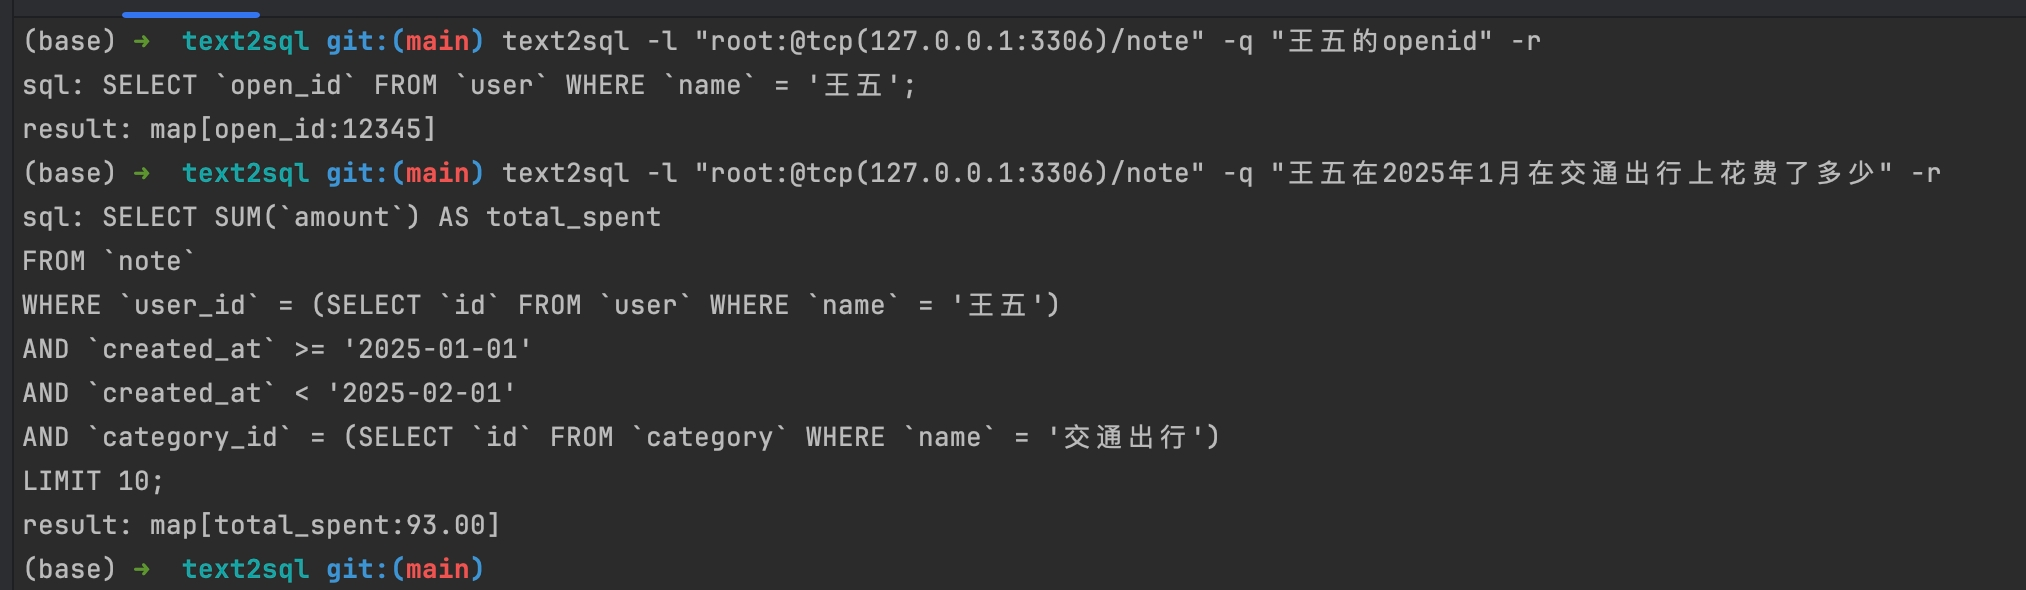 (base) ➜  text2sql git:(main) text2sql -l "root:@tcp(127.0.0.1:3306)/note" -q "王五的openid" -r
sql: SELECT `open_id` FROM `user` WHERE `name` = '王五';
result: map[open_id:12345]
(base) ➜  text2sql git:(main) text2sql -l "root:@tcp(127.0.0.1:3306)/note" -q "王五在2025年1月在交通出行上花费了多少" -r
sql: SELECT SUM(`amount`) AS total_spent
FROM `note`
WHERE `user_id` = (SELECT `id` FROM `user` WHERE `name` = '王五')
AND `created_at` >= '2025-01-01'
AND `created_at` < '2025-02-01'
AND `category_id` = (SELECT `id` FROM `category` WHERE `name` = '交通出行')
LIMIT 10;
result: map[total_spent:93.00]
(base) ➜  text2sql git:(main)